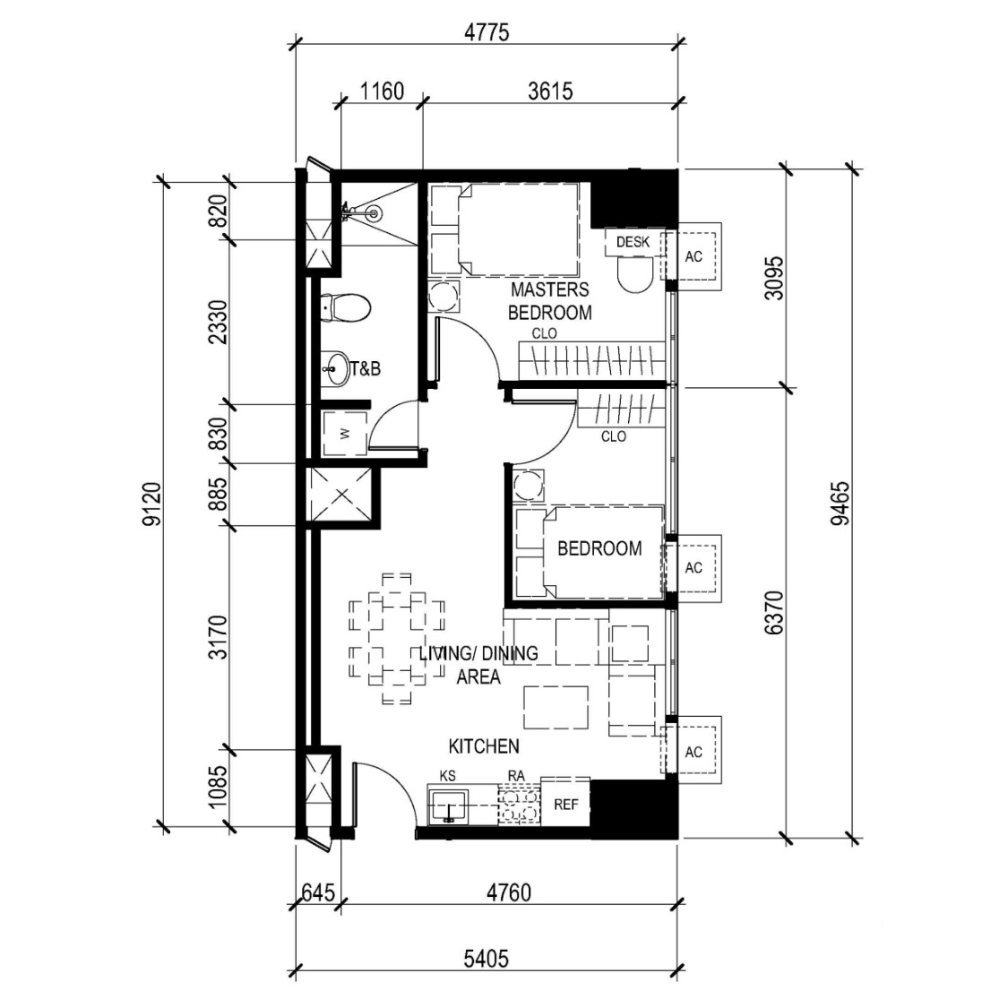 4775
1160
3615
820
2330
830
885
3170
1085
9120
3095
6370
9465
DESK
AC
MASTERS
BEDROOM
CLO
T&B
W
CLO
BEDROOM
AC
LIVING/ DINING
AREA
KITCHEN
AC
KS
RA
REF
645
4760
5405